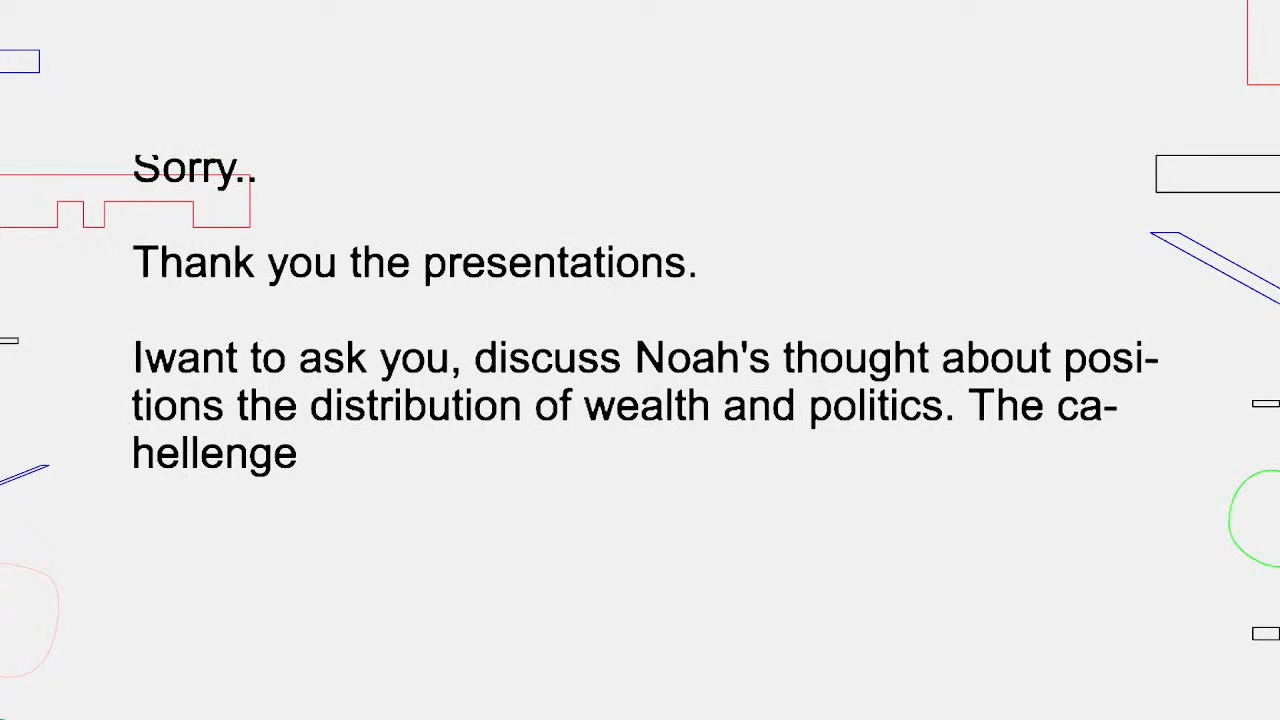 Sorry..
Thank you the presentations.
Iwant to ask you, discuss Noah's thought about posi-
tions the distribution of wealth and politics. The ca-
hellenge